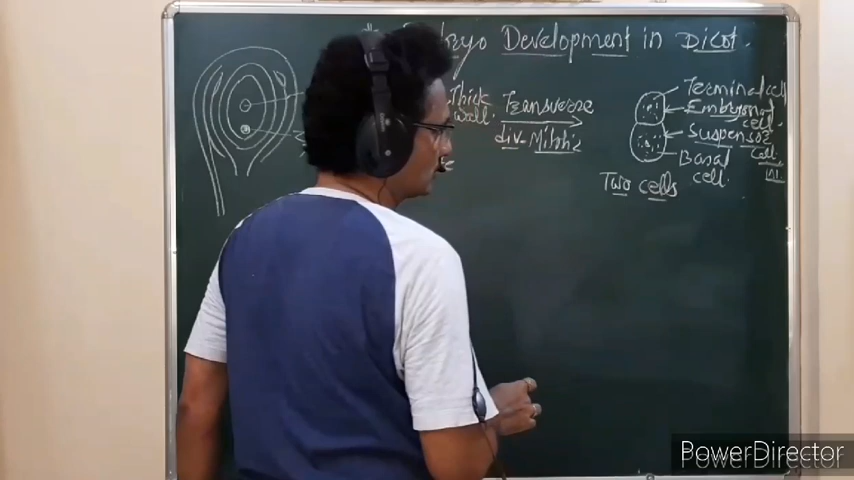 Embryo Development in Dicot
Thick
wall.
Transverse
div-Mitotic
Terminal cell
Embryonal
cell.
Suspensor
cell.
Basal
cell.
Two cells
PowerDirector